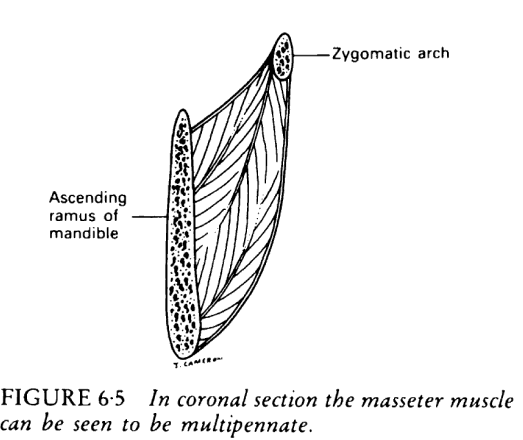 Zygomatic arch
Ascending
ramus of
mandible
T. CAMERON
FIGURE 6·5 In coronal section the masseter muscle
can be seen to be multipennate.